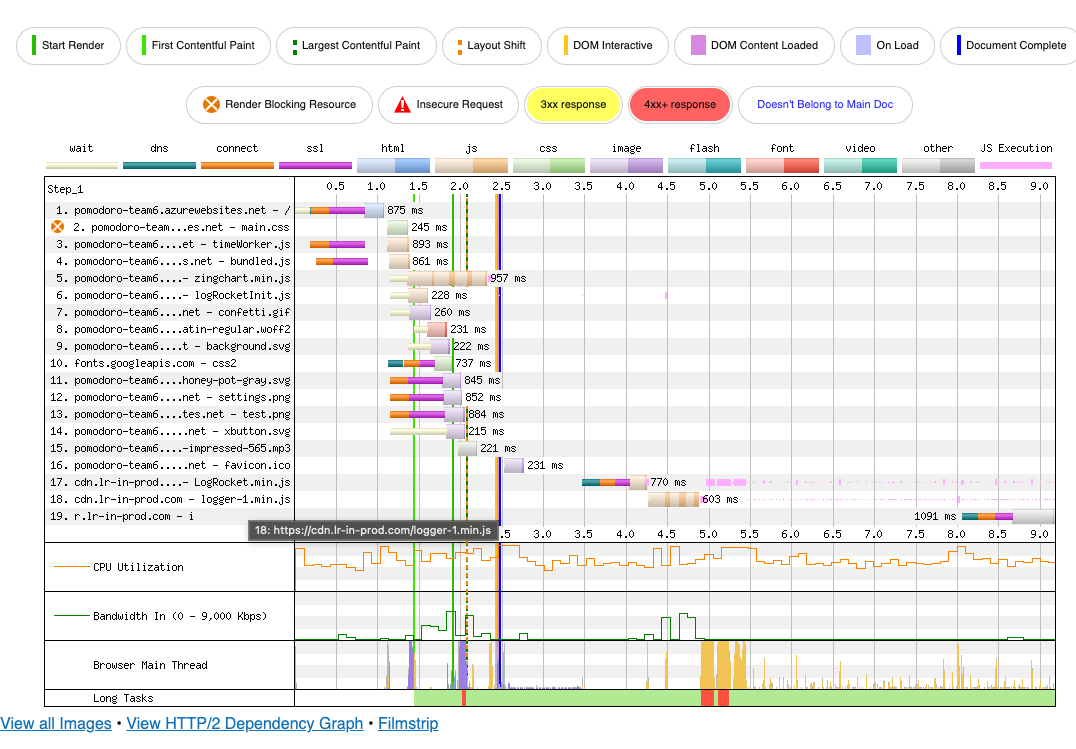 Start Render First Contentful Paint Largest Contentful Paint Layout Shift DOM Interactive DOM Content Loaded On Load Document Complete
Render Blocking Resource Insecure Request 3xx response 4xx+ response Doesn't Belong to Main Doc
wait dns connect ssl html js css image flash font video other JS Execution
Step_1 0.5 1.0 1.5 2.0 2.5 3.0 3.5 4.0 4.5 5.0 5.5 6.0 6.5 7.0 7.5 8.0 8.5 9.0
1. pomodoro-team6.azurewebsites.net - / 875 ms
2. pomodoro-team...es.net - main.css 245 ms
3. pomodoro-team6....et - timeWorker.js 893 ms
4. pomodoro-team6....s.net - bundled.js 861 ms
5. pomodoro-team6....- zingchart.min.js 957 ms
6. pomodoro-team6....- logRocketInit.js 228 ms
7. pomodoro-team6....net - confetti.gif 260 ms
8. pomodoro-team6....atin-regular.woff2 231 ms
9. pomodoro-team6....t - background.svg 222 ms
10. fonts.googleapis.com - css2 737 ms
11. pomodoro-team6....honey-pot-gray.svg 845 ms
12. pomodoro-team6.....net - settings.png 852 ms
13. pomodoro-team6....tes.net - test.png 884 ms
14. pomodoro-team6.....net - xbutton.svg 215 ms
15. pomodoro-team6....-impressed-565.mp3 221 ms
16. pomodoro-team6.....net - favicon.ico 231 ms
17. cdn.lr-in-prod....- LogRocket.min.js 770 ms
18. cdn.lr-in-prod.com - logger-1.min.js 603 ms
19. r.lr-in-prod.com - i 1091 ms
18: https://cdn.lr-in-prod.com/logger-1.min.js
.5 3.0 3.5 4.0 4.5 5.0 5.5 6.0 6.5 7.0 7.5 8.0 8.5 9.0
CPU Utilization
Bandwidth In (0 - 9,000 Kbps)
Browser Main Thread
Long Tasks
View all Images • View HTTP/2 Dependency Graph • Filmstrip